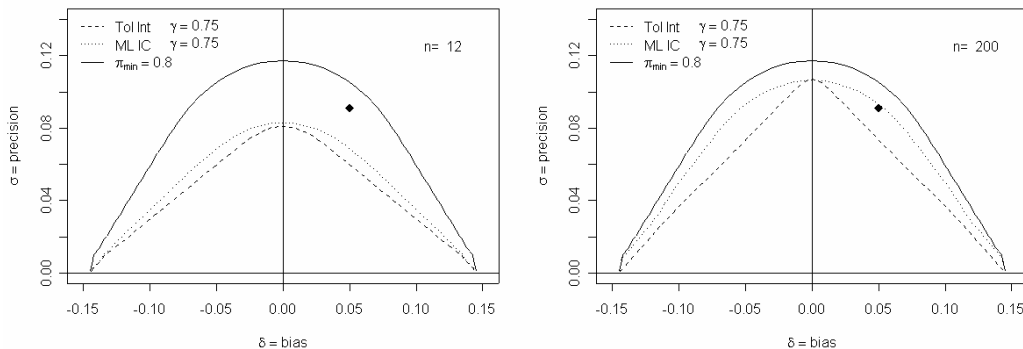 Tol Int γ = 0.75
ML IC γ = 0.75
πmin = 0.8
n= 12
σ = precision
0.00 0.04 0.08 0.12
-0.15 -0.10 -0.05 0.00 0.05 0.10 0.15
δ = bias
Tol Int γ = 0.75
ML IC γ = 0.75
πmin = 0.8
n= 200
σ = precision
0.00 0.04 0.08 0.12
-0.15 -0.10 -0.05 0.00 0.05 0.10 0.15
δ = bias